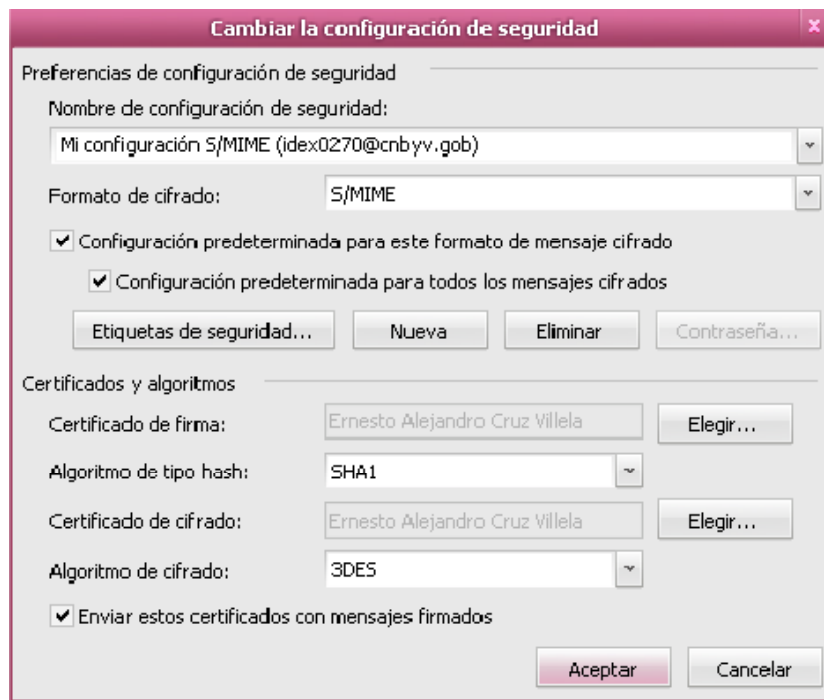 Cambiar la configuración de seguridad
x
Preferencias de configuración de seguridad
Nombre de configuración de seguridad:
Mi configuración S/MIME (idex0270@cnbyv.gob)
Formato de cifrado: S/MIME
Configuración predeterminada para este formato de mensaje cifrado
Configuración predeterminada para todos los mensajes cifrados
Etiquetas de seguridad... Nueva Eliminar Contraseña...
Certificados y algoritmos
Certificado de firma: Ernesto Alejandro Cruz Villela Elegir...
Algoritmo de tipo hash: SHA1
Certificado de cifrado: Ernesto Alejandro Cruz Villela Elegir...
Algoritmo de cifrado: 3DES
Enviar estos certificados con mensajes firmados
Aceptar Cancelar